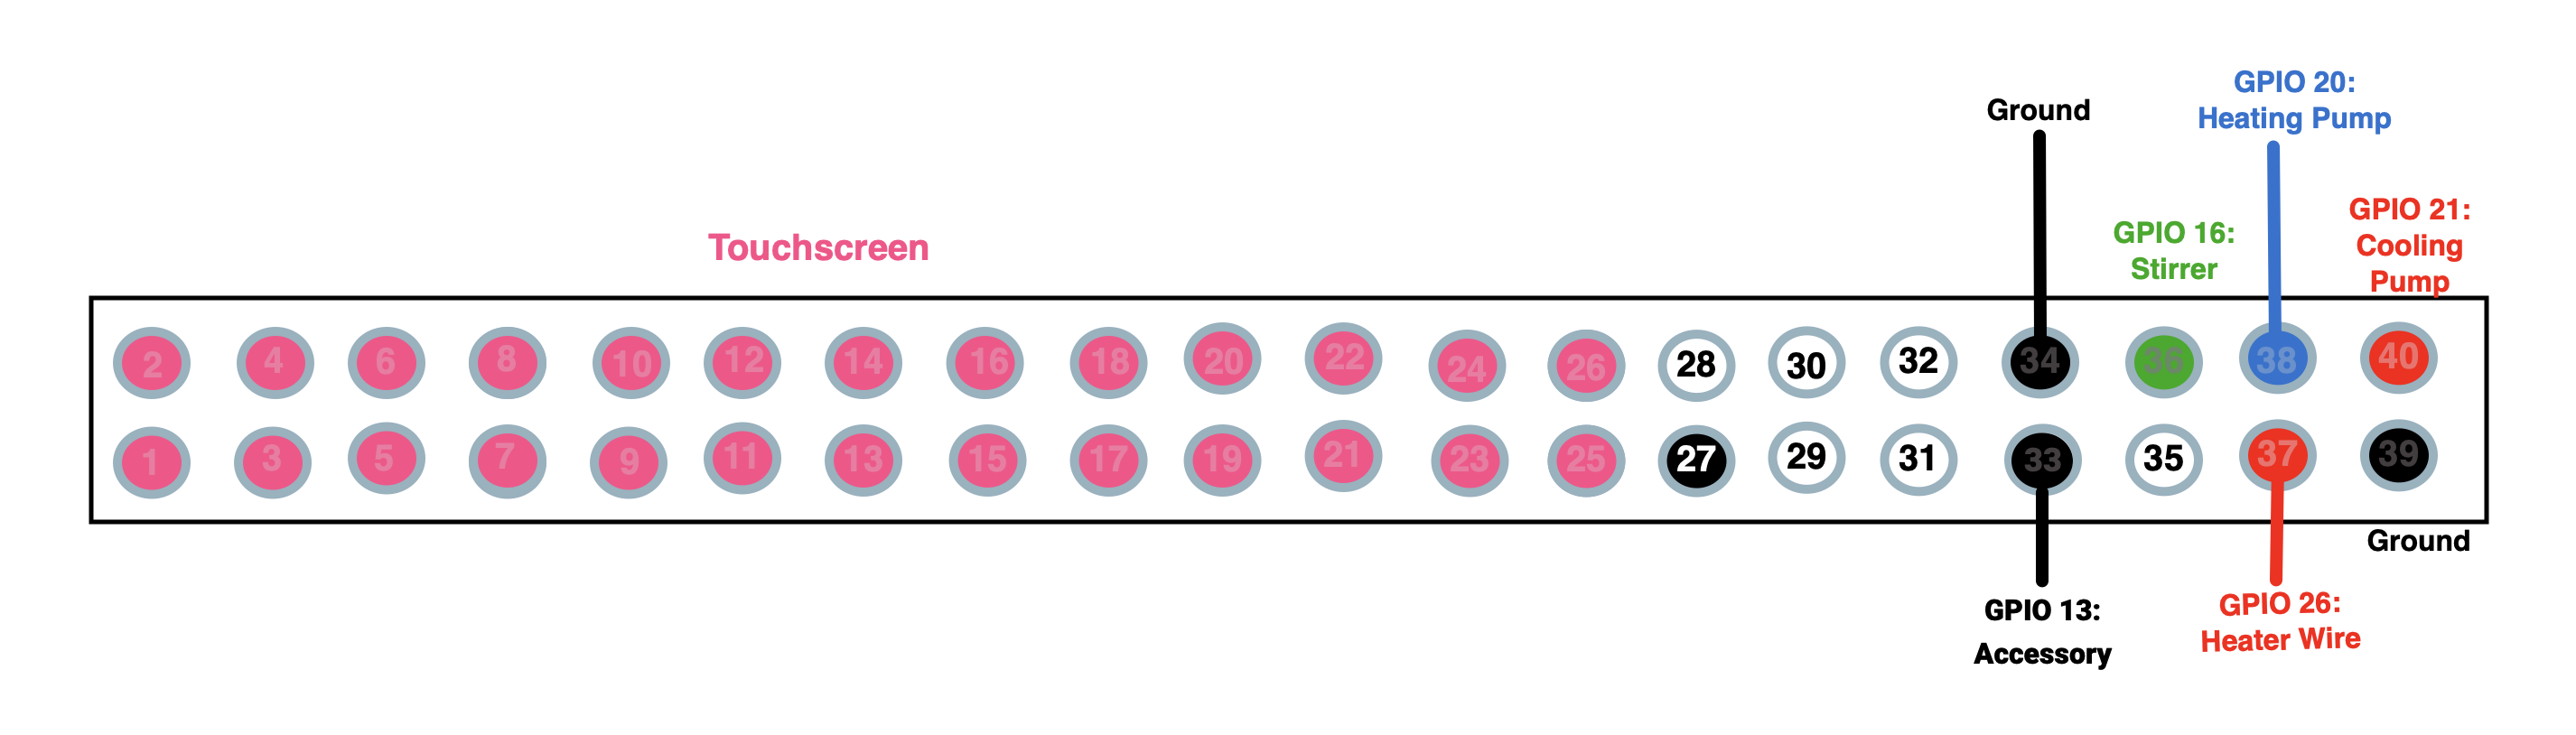 GPIO 20:
Heating Pump
Ground
GPIO 21:
Cooling
Pump
GPIO 16:
Stirrer
Touchscreen
2 4 6 8 10 12 14 16 18 20 22 24 26 28 30 32 34 36 38 40
1 3 5 7 9 11 13 15 17 19 21 23 25 27 29 31 33 35 37 39
Ground
GPIO 13:
Accessory
GPIO 26:
Heater Wire